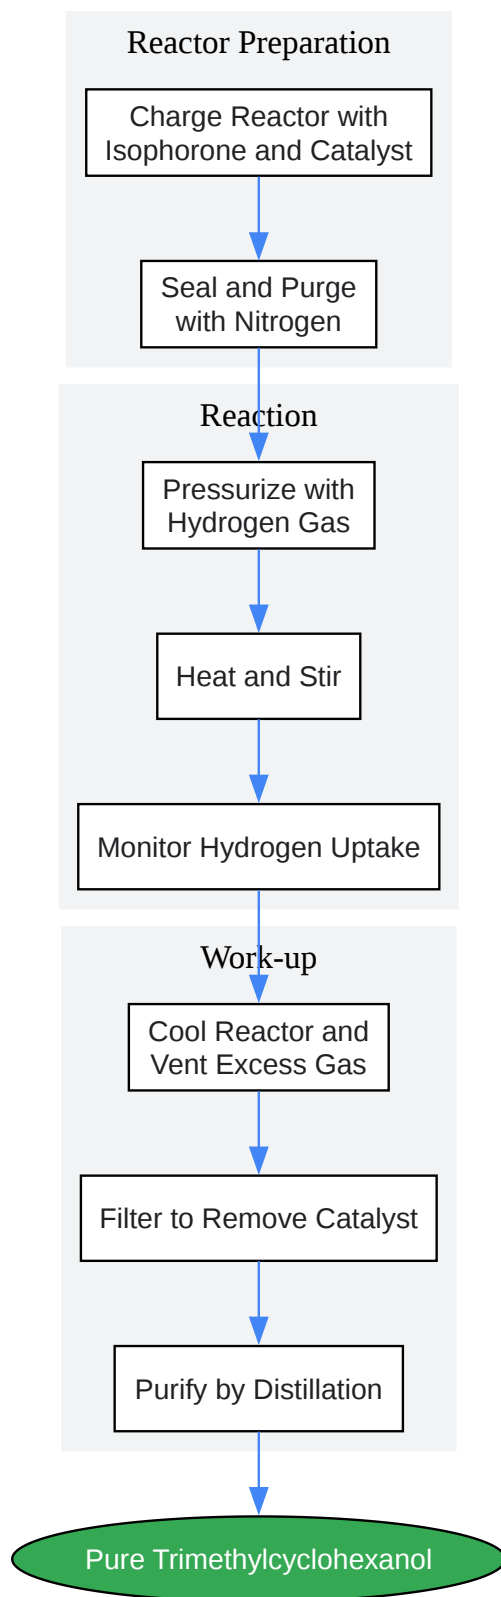 Reactor Preparation
Charge Reactor with
Isophorone and Catalyst
Seal and Purge
with Nitrogen
Reaction
Pressurize with
Hydrogen Gas
Heat and Stir
Monitor Hydrogen Uptake
Work-up
Cool Reactor and
Vent Excess Gas
Filter to Remove Catalyst
Purify by Distillation
Pure Trimethylcyclohexanol